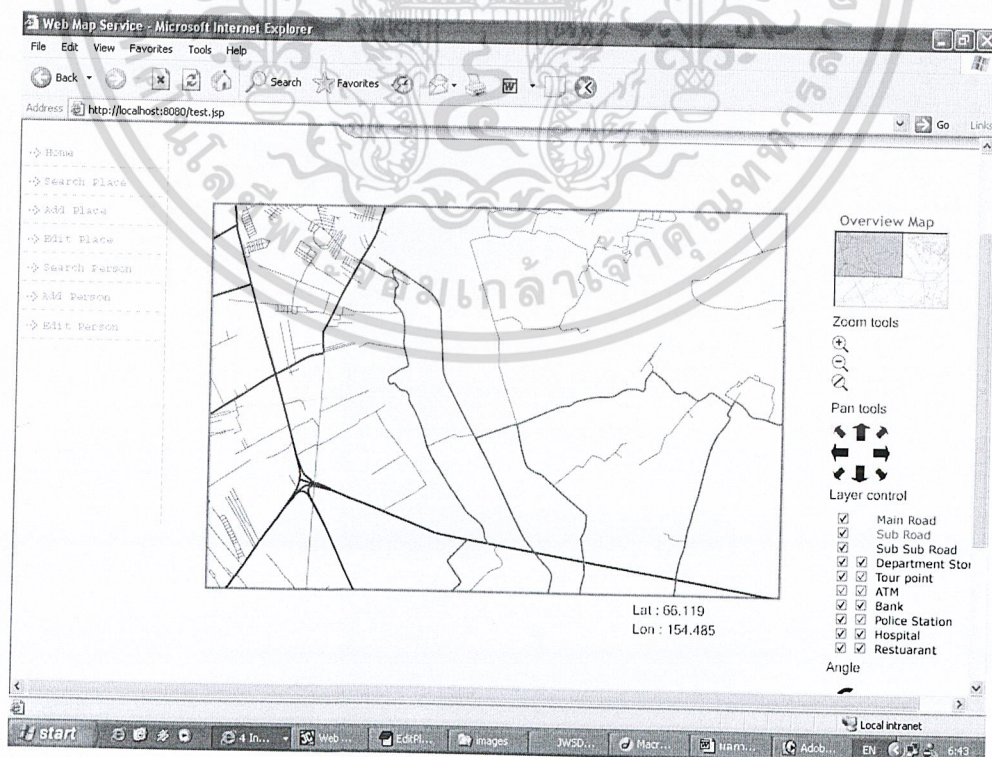 Web Map Service - Microsoft Internet Explorer
File Edit View Favorites Tools Help
Back Search Favorites
Address http://localhost:8080/test.jsp Go Links
Home
Search Place
Add Place
Edit Place
Search Person
Add Person
Edit Person
Overview Map
Zoom tools
Pan tools
Layer control
Main Road
Sub Road
Sub Sub Road
Department Stor
Tour point
ATM
Bank
Police Station
Hospital
Restuarant
Angle
Lat : 66.119
Lon : 154.485
Local intranet
start 4 In... Web ... EditPl... images JWSD... Macr... Adob... EN 6:43